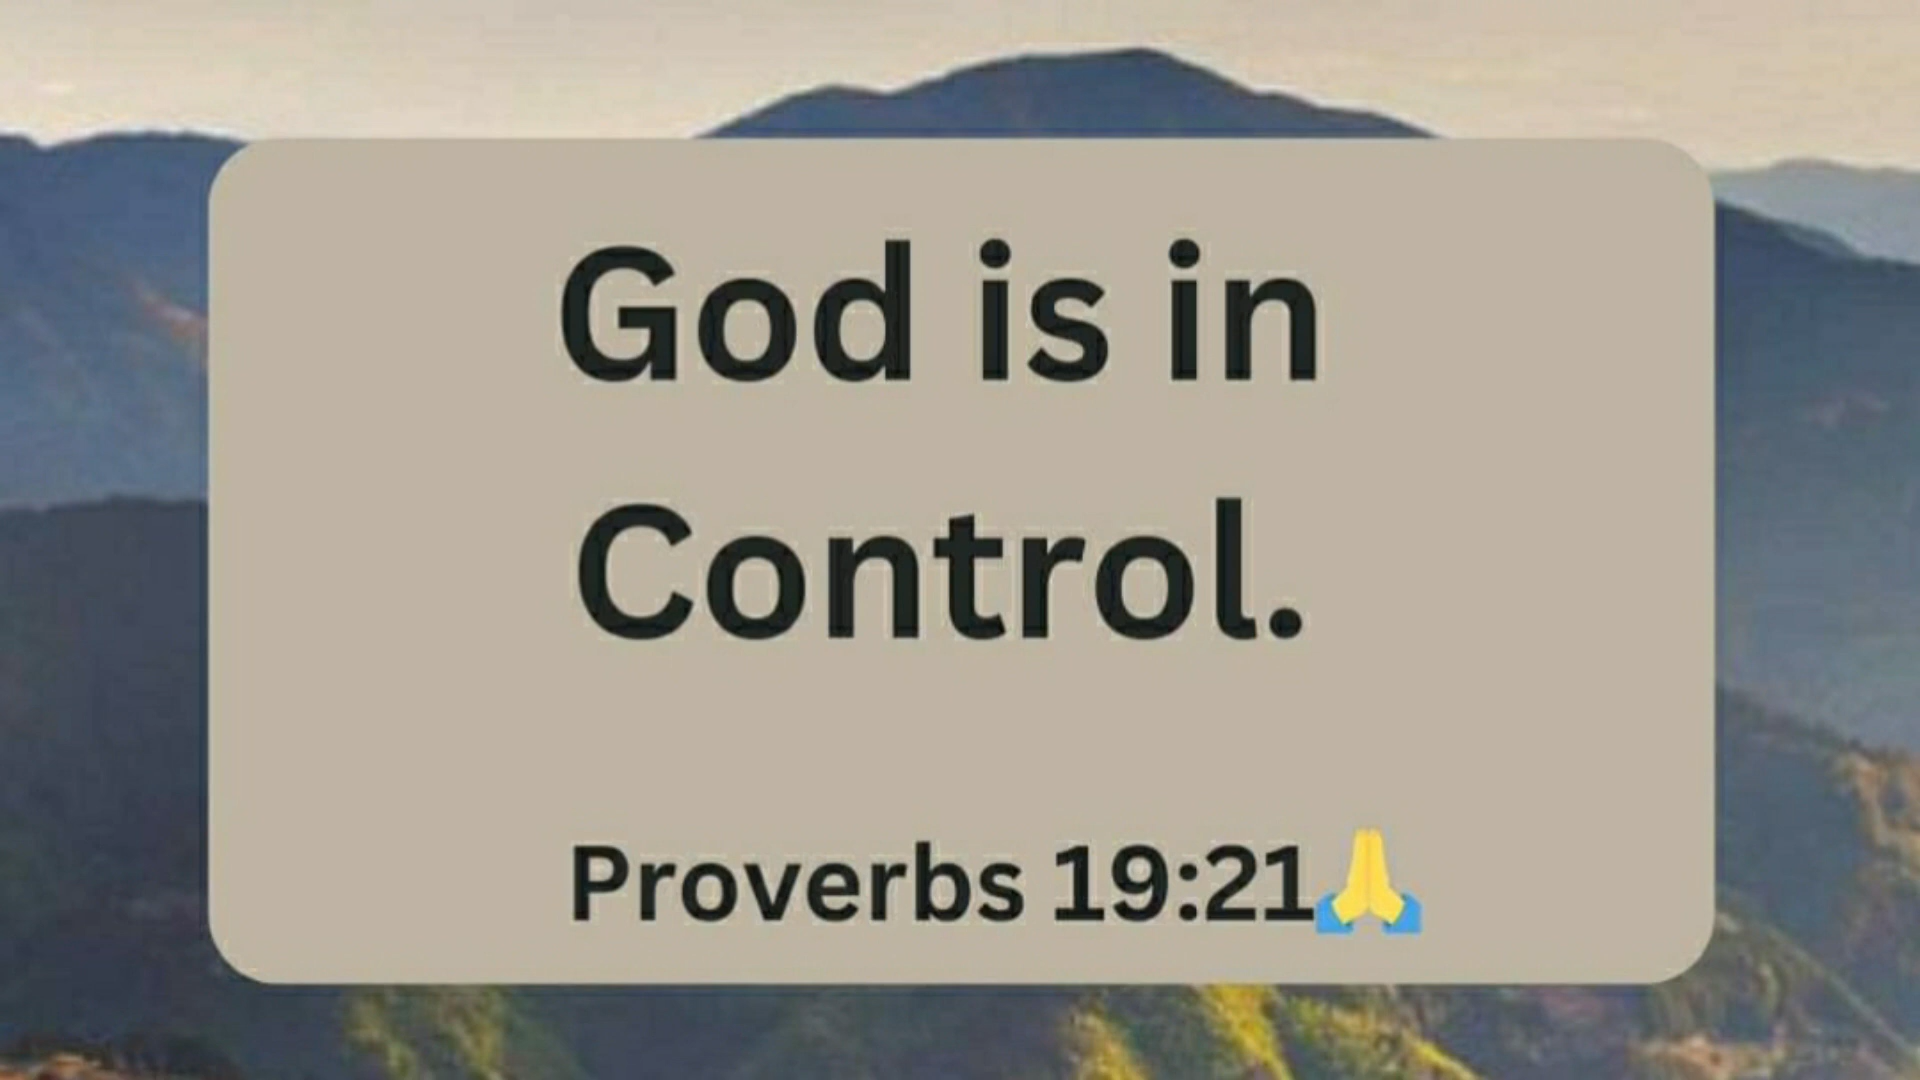 God is in
Control.
Proverbs 19:21🙏